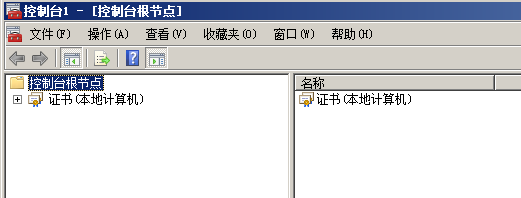 控制台1 - [控制台根节点]
文件(F) 操作(A) 查看(V) 收藏夹(O) 窗口(W) 帮助(H)
控制台根节点
证书(本地计算机)
名称
证书(本地计算机)